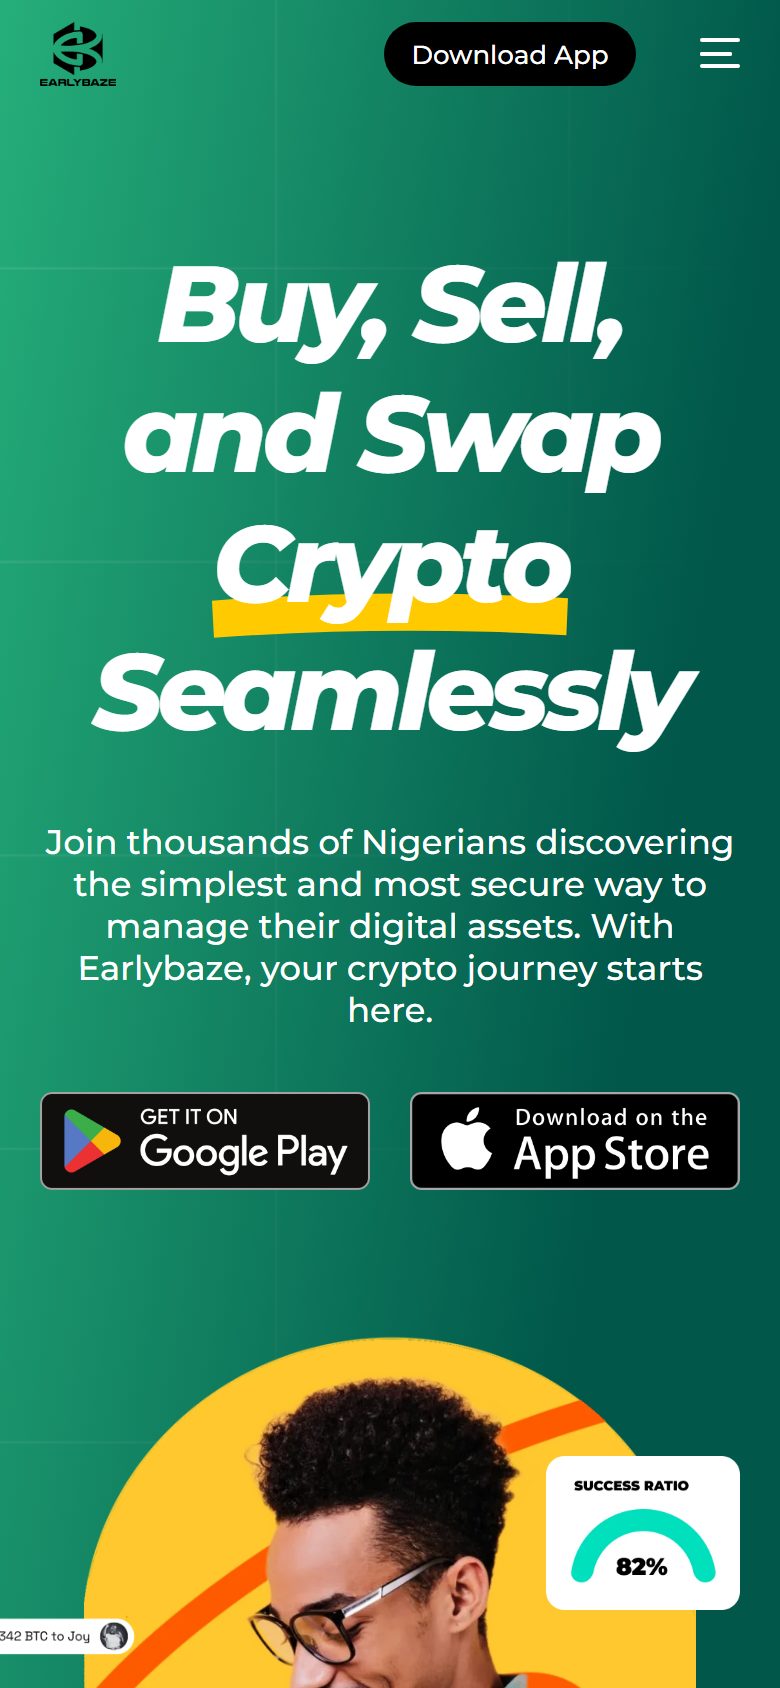 EARLYBAZE
Download App
Buy, Sell,
and Swap
Crypto
Seamlessly
Join thousands of Nigerians discovering
the simplest and most secure way to
manage their digital assets. With
Earlybaze, your crypto journey starts
here.
GET IT ON
Google Play
Download on the
App Store
SUCCESS RATIO
82%
342 BTC to Joy